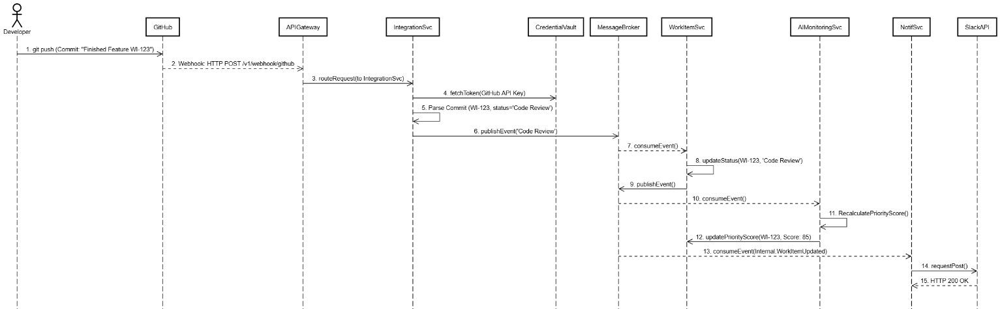 Developer
GitHub
APIGateway
IntegrationSvc
CredentialVault
MessageBroker
WorkItemSvc
AIMonitoringSvc
NotifSvc
SlackAPI
1. git push (Commit: "Finished Feature WI-123")
2. Webhook: HTTP POST /v1/webhook/github
3. routeRequest(to IntegrationSvc)
4. fetchToken(GitHub API Key)
5. Parse Commit (WI-123, status='Code Review')
6. publishEvent('Code Review')
7. consumeEvent()
8. updateStatus(WI-123, 'Code Review')
9. publishEvent()
10. consumeEvent()
11. RecalculatePriorityScore()
12. updatePriorityScore(WI-123, Score: 85)
13. consumeEvent(Internal.WorkItemUpdated)
14. requestPost()
15. HTTP 200 OK